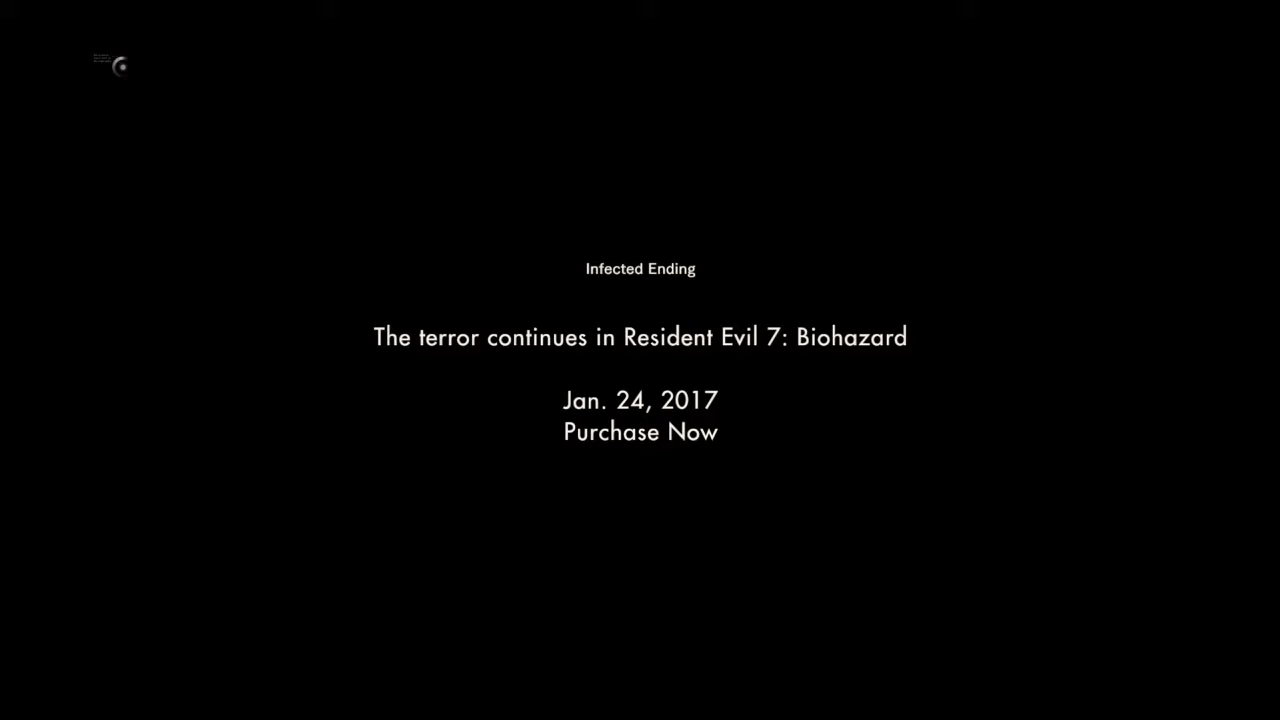 Infected Ending
The terror continues in Resident Evil 7: Biohazard
Jan. 24, 2017
Purchase Now